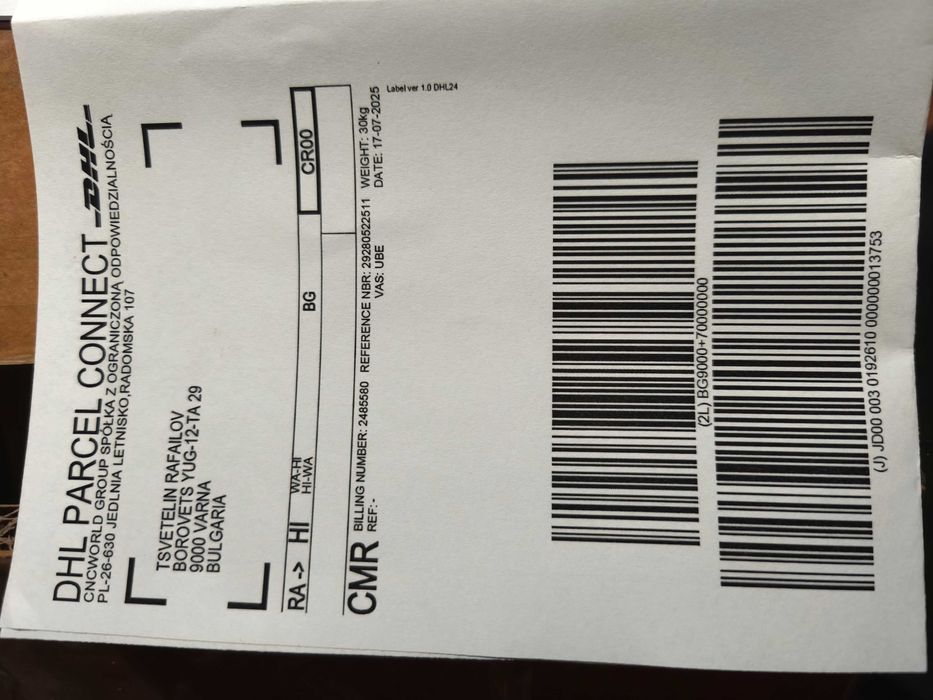 DHL PARCEL CONNECT DHL
CNCWORLD GROUP SPÓŁKA Z OGRANICZONĄ ODPOWIEDZIALNOŚCIĄ
PL-26-630 JEDLNIA LETNISKO,RADOMSKA 107
TSVETELIN RAFAILOV
BOROVETS YUG-12-TA 29
9000 VARNA
BULGARIA
RA -> HI WA-HI BG CR00
HI-WA
CMR BILLING NUMBER: 2485580 REFERENCE NBR: 29280522511 WEIGHT: 30kg
REF:- VAS: UBE DATE: 17-07-2025
Label ver 1.0 DHL24
(2L) BG9000+70000000
(J) JD00 003 0192610 000000013753